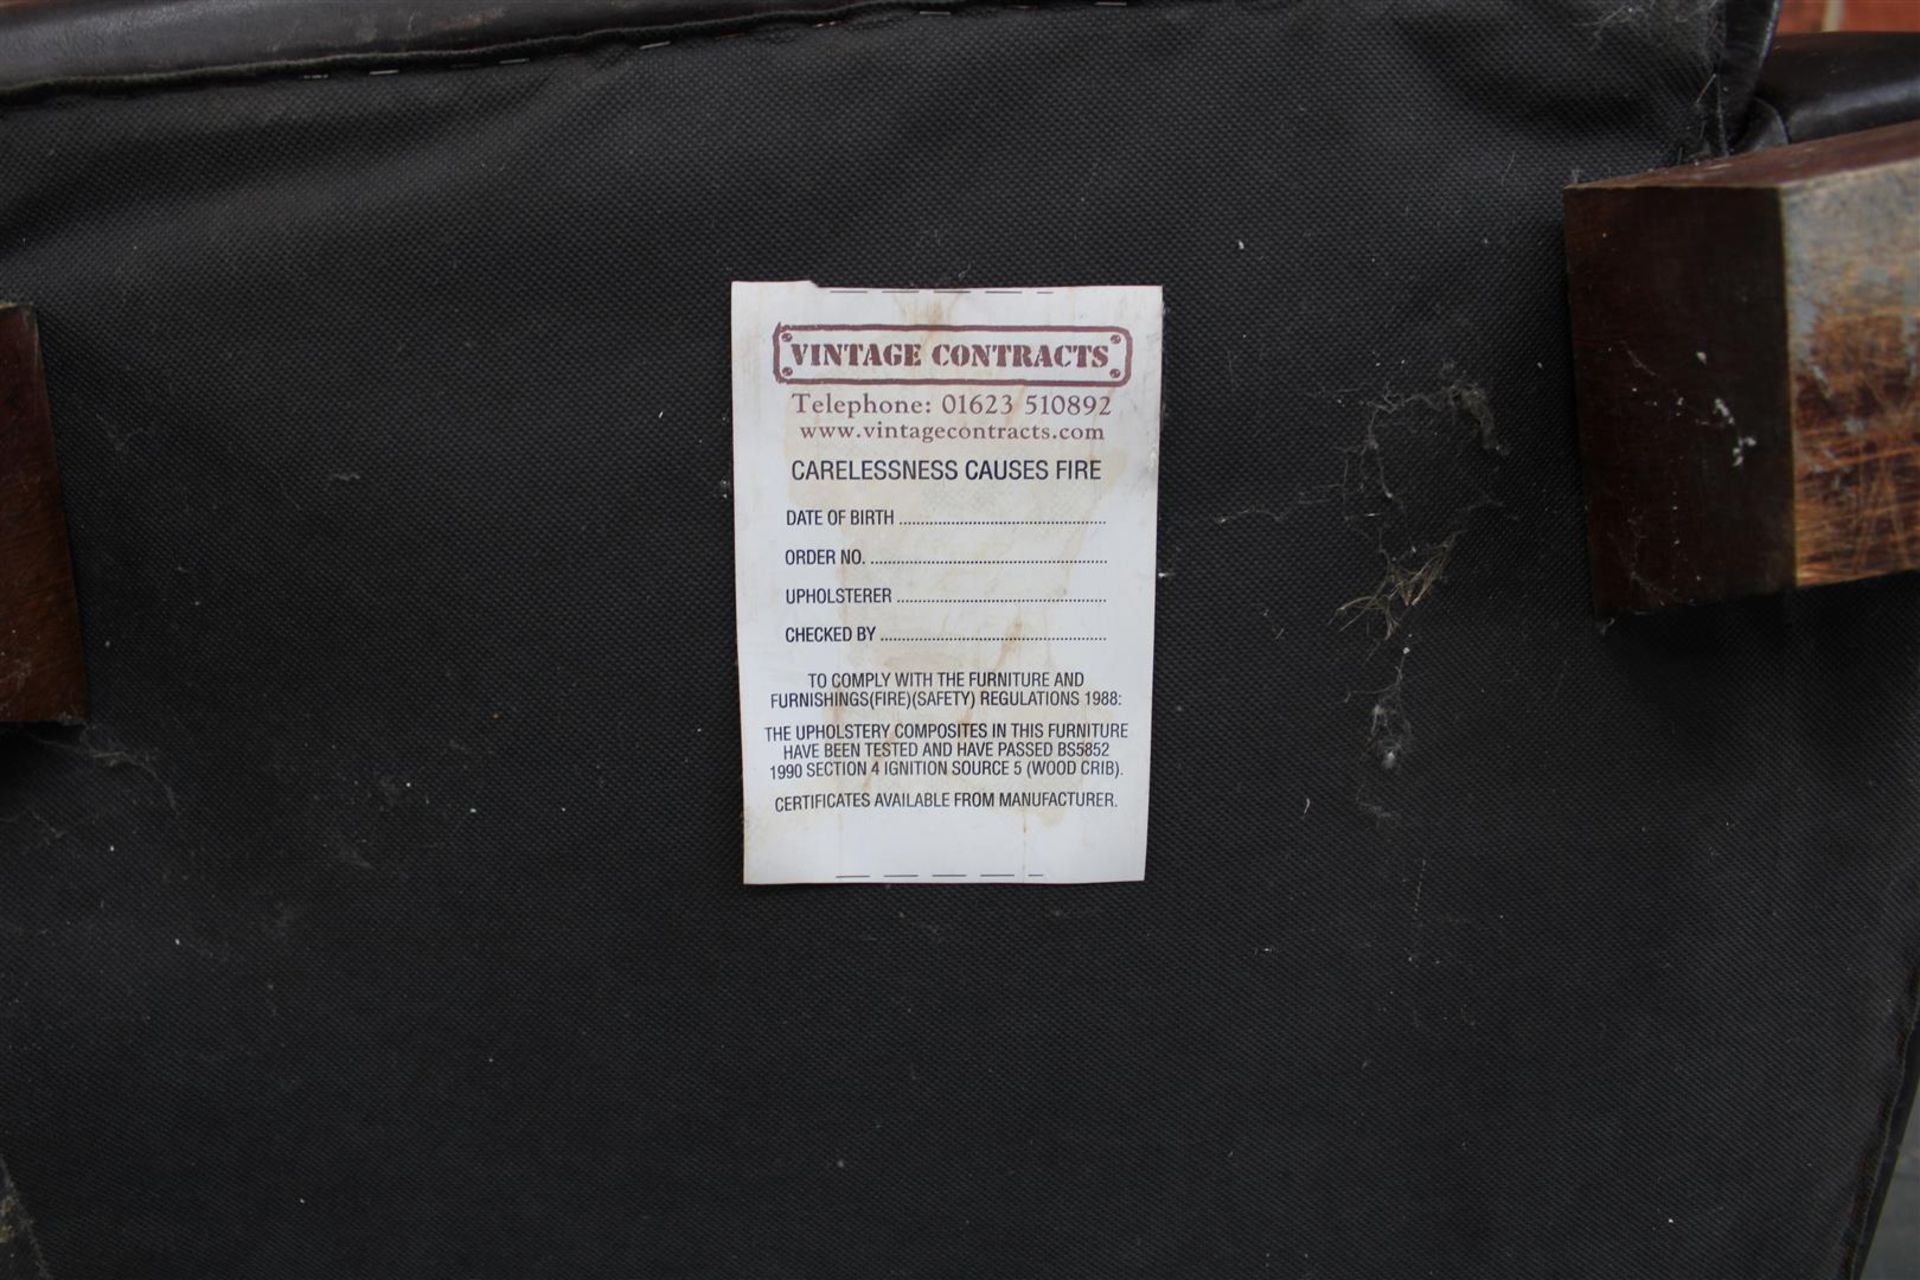 VINTAGE CONTRACTS
Telephone: 01623 510892
www.vintagecontracts.com
CARELESSNESS CAUSES FIRE
DATE OF BIRTH ................................................
ORDER NO. .......................................................
UPHOLSTERER .................................................
CHECKED BY .....................................................
TO COMPLY WITH THE FURNITURE AND
FURNISHINGS(FIRE)(SAFETY) REGULATIONS 1988:
THE UPHOLSTERY COMPOSITES IN THIS FURNITURE
HAVE BEEN TESTED AND HAVE PASSED BS5852
1990 SECTION 4 IGNITION SOURCE 5 (WOOD CRIB).
CERTIFICATES AVAILABLE FROM MANUFACTURER.